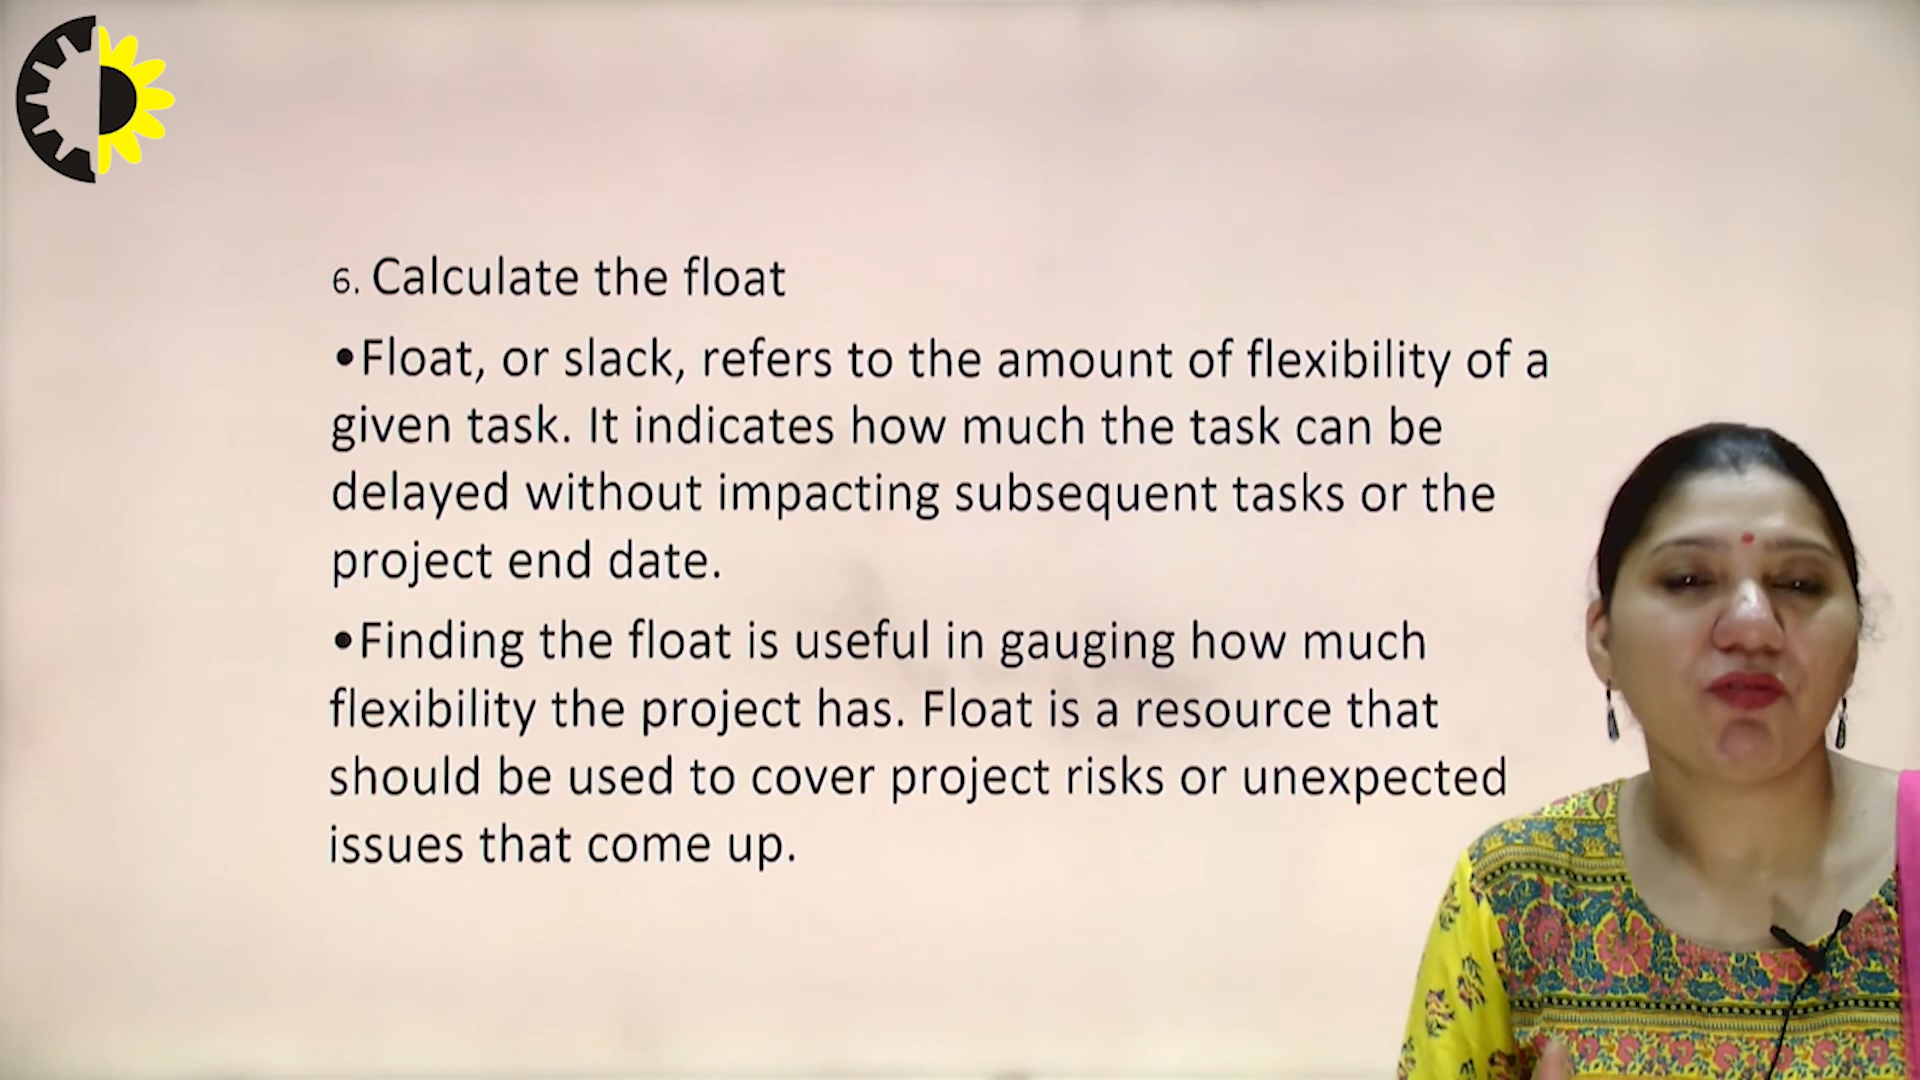 6. Calculate the float
•Float, or slack, refers to the amount of flexibility of a
given task. It indicates how much the task can be
delayed without impacting subsequent tasks or the
project end date.
•Finding the float is useful in gauging how much
flexibility the project has. Float is a resource that
should be used to cover project risks or unexpected
issues that come up.